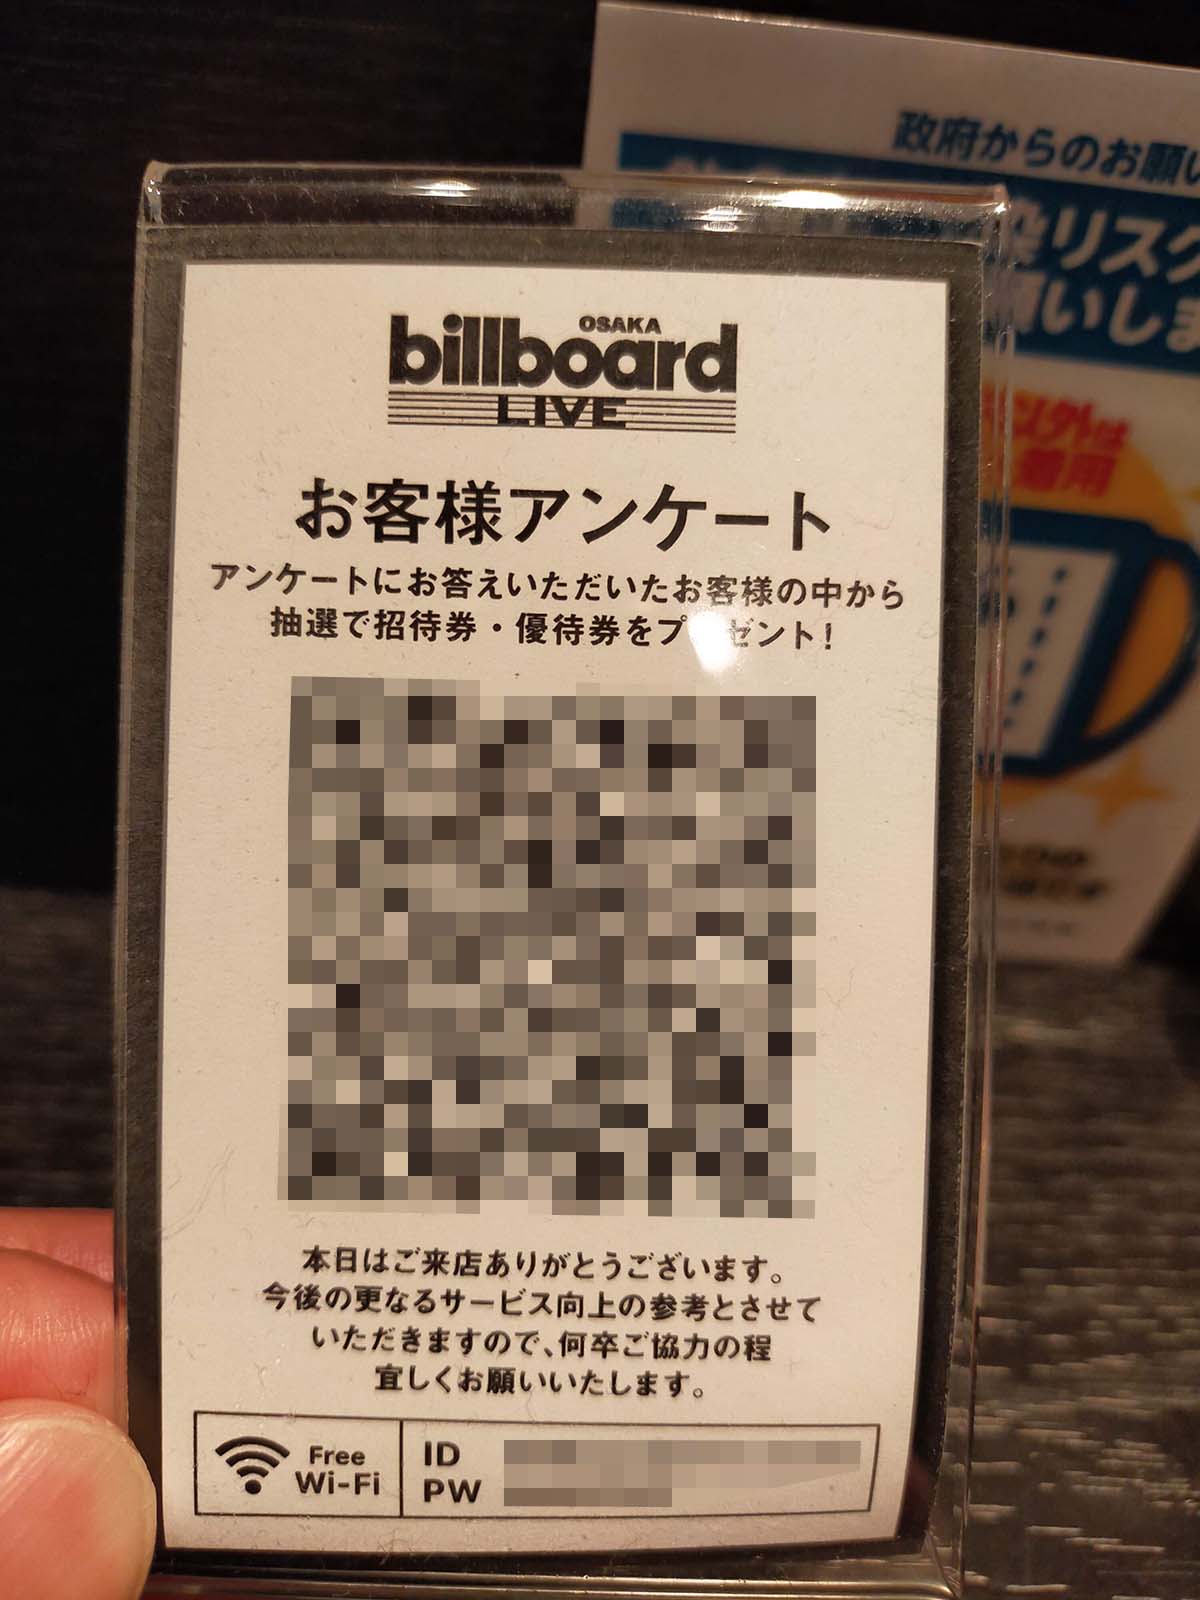 OSAKA
billboard
LIVE
お客様アンケート
アンケートにお答えいただいたお客様の中から
抽選で招待券・優待券をプ ゼント!
本日はご来店ありがとうございます。
今後の更なるサービス向上の参考とさせて
いただきますので、何卒ご協力の程
宜しくお願いいたします。
Free
Wi-Fi
ID
PW
政府からのお願い
染リスク
願いしま
外は
着用